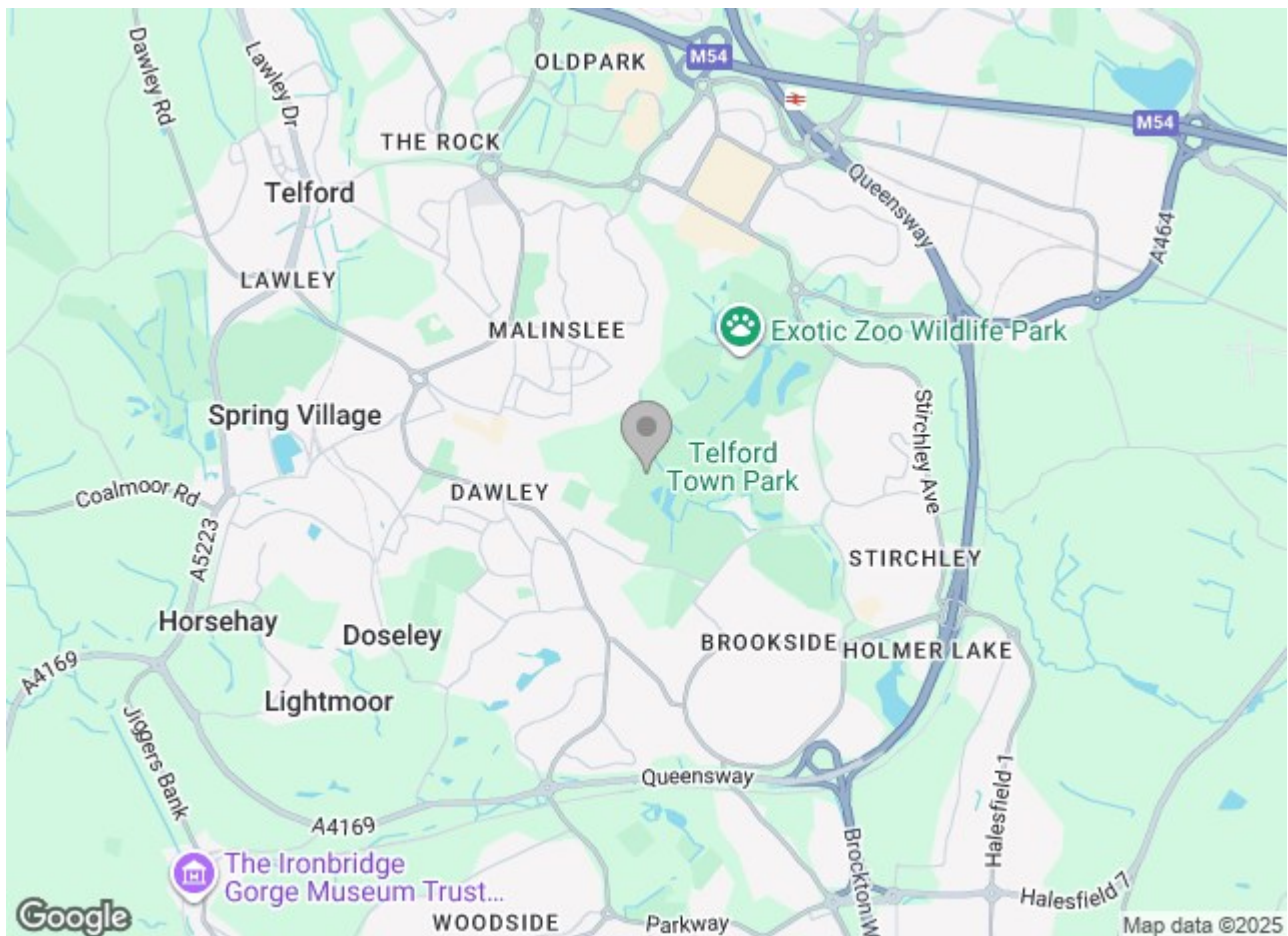 OLDPARK
M54
M54
Dawley Rd
Lawley Dr
THE ROCK
Telford
Queensway
A464
LAWLEY
MALINSLEE
Exotic Zoo Wildlife Park
Spring Village
Stirchley Ave
Telford
Town Park
Coalmoor Rd
DAWLEY
A5223
STIRCHLEY
Horsehay
Doseley
BROOKSIDE
HOLMER LAKE
A4169
Lightmoor
Jiggers Bank
Queensway
Halesfield 1
A4169
Brockton W
The Ironbridge
Gorge Museum Trust...
Halesfield 7
WOODSIDE
Parkway
Google
Map data ©2025